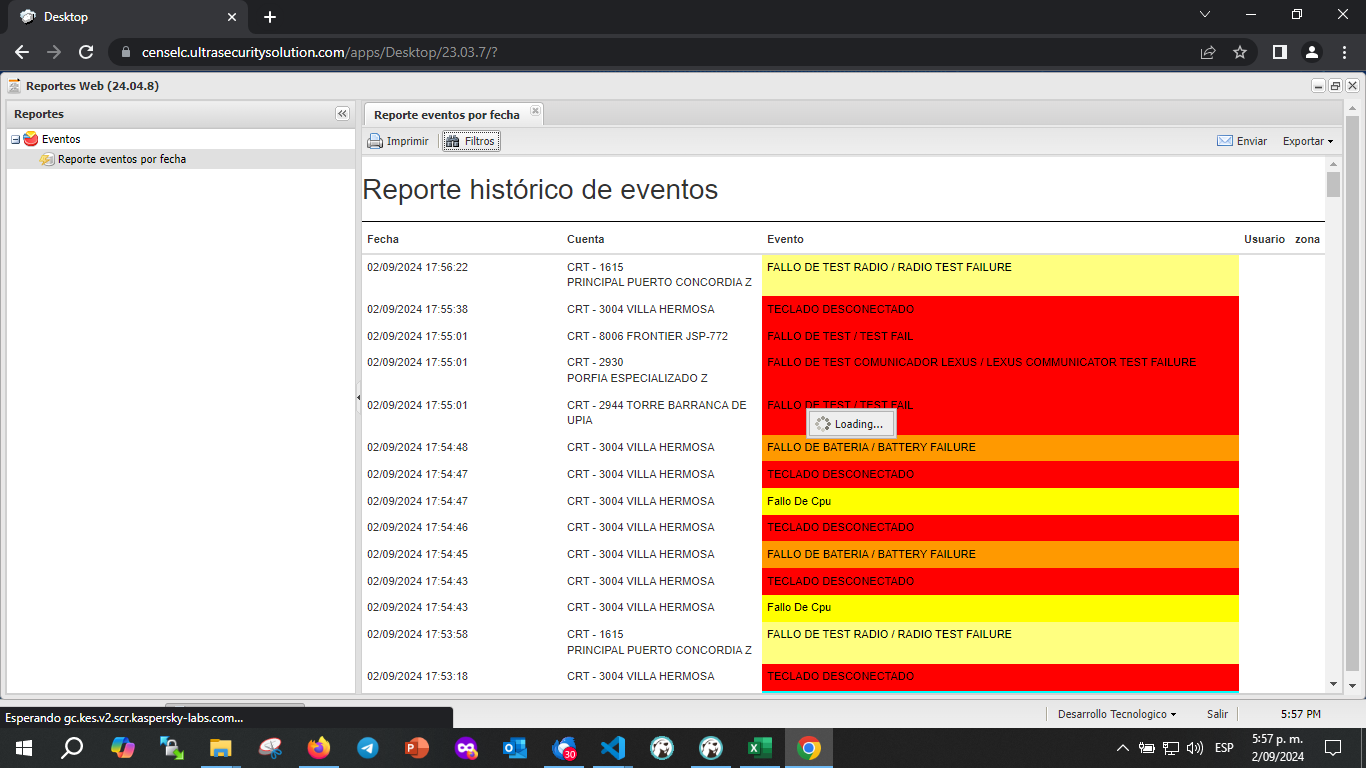 Desktop
censelc.ultrasecuritysolution.com/apps/Desktop/23.03.7/?
Reportes Web (24.04.8)
Reportes
Eventos
Reporte eventos por fecha
Reporte eventos por fecha
Imprimir
Filtros
Enviar
Exportar
Reporte histórico de eventos
Fecha Cuenta Evento Usuario zona
02/09/2024 17:56:22 CRT - 1615 FALLO DE TEST RADIO / RADIO TEST FAILURE
PRINCIPAL PUERTO CONCORDIA Z
02/09/2024 17:55:38 CRT - 3004 VILLA HERMOSA TECLADO DESCONECTADO
02/09/2024 17:55:01 CRT - 8006 FRONTIER JSP-772 FALLO DE TEST / TEST FAIL
02/09/2024 17:55:01 CRT - 2930 FALLO DE TEST COMUNICADOR LEXUS / LEXUS COMMUNICATOR TEST FAILURE
PORFIA ESPECIALIZADO Z
02/09/2024 17:55:01 CRT - 2944 TORRE BARRANCA DE FALLO DE TEST / TEST FAIL
UPIA
Loading...
02/09/2024 17:54:48 CRT - 3004 VILLA HERMOSA FALLO DE BATERIA / BATTERY FAILURE
02/09/2024 17:54:47 CRT - 3004 VILLA HERMOSA TECLADO DESCONECTADO
02/09/2024 17:54:47 CRT - 3004 VILLA HERMOSA Fallo De Cpu
02/09/2024 17:54:46 CRT - 3004 VILLA HERMOSA TECLADO DESCONECTADO
02/09/2024 17:54:45 CRT - 3004 VILLA HERMOSA FALLO DE BATERIA / BATTERY FAILURE
02/09/2024 17:54:43 CRT - 3004 VILLA HERMOSA TECLADO DESCONECTADO
02/09/2024 17:54:43 CRT - 3004 VILLA HERMOSA Fallo De Cpu
02/09/2024 17:53:58 CRT - 1615 FALLO DE TEST RADIO / RADIO TEST FAILURE
PRINCIPAL PUERTO CONCORDIA Z
02/09/2024 17:53:18 CRT - 3004 VILLA HERMOSA TECLADO DESCONECTADO
Esperando gc.kes.v2.scr.kaspersky-labs.com...
Desarrollo Tecnologico
Salir
5:57 PM
30
ESP
5:57 p. m.
2/09/2024